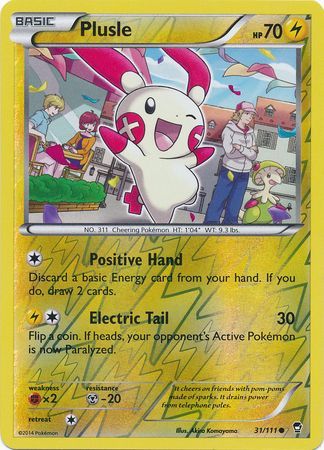 BASIC
Plusle
HP 70
NO. 311 Cheering Pokémon HT: 1'04" WT: 9.3 lbs.
Positive Hand
Discard a basic Energy card from your hand. If you
do, draw 2 cards.
Electric Tail 30
Flip a coin. If heads, your opponent's Active Pokémon
is now Paralyzed.
weakness resistance
×2 -20
retreat
It cheers on friends with pom-poms
made of sparks. It drains power
from telephone poles.
©2014 Pokémon Illus. Akira Komayama 31/111